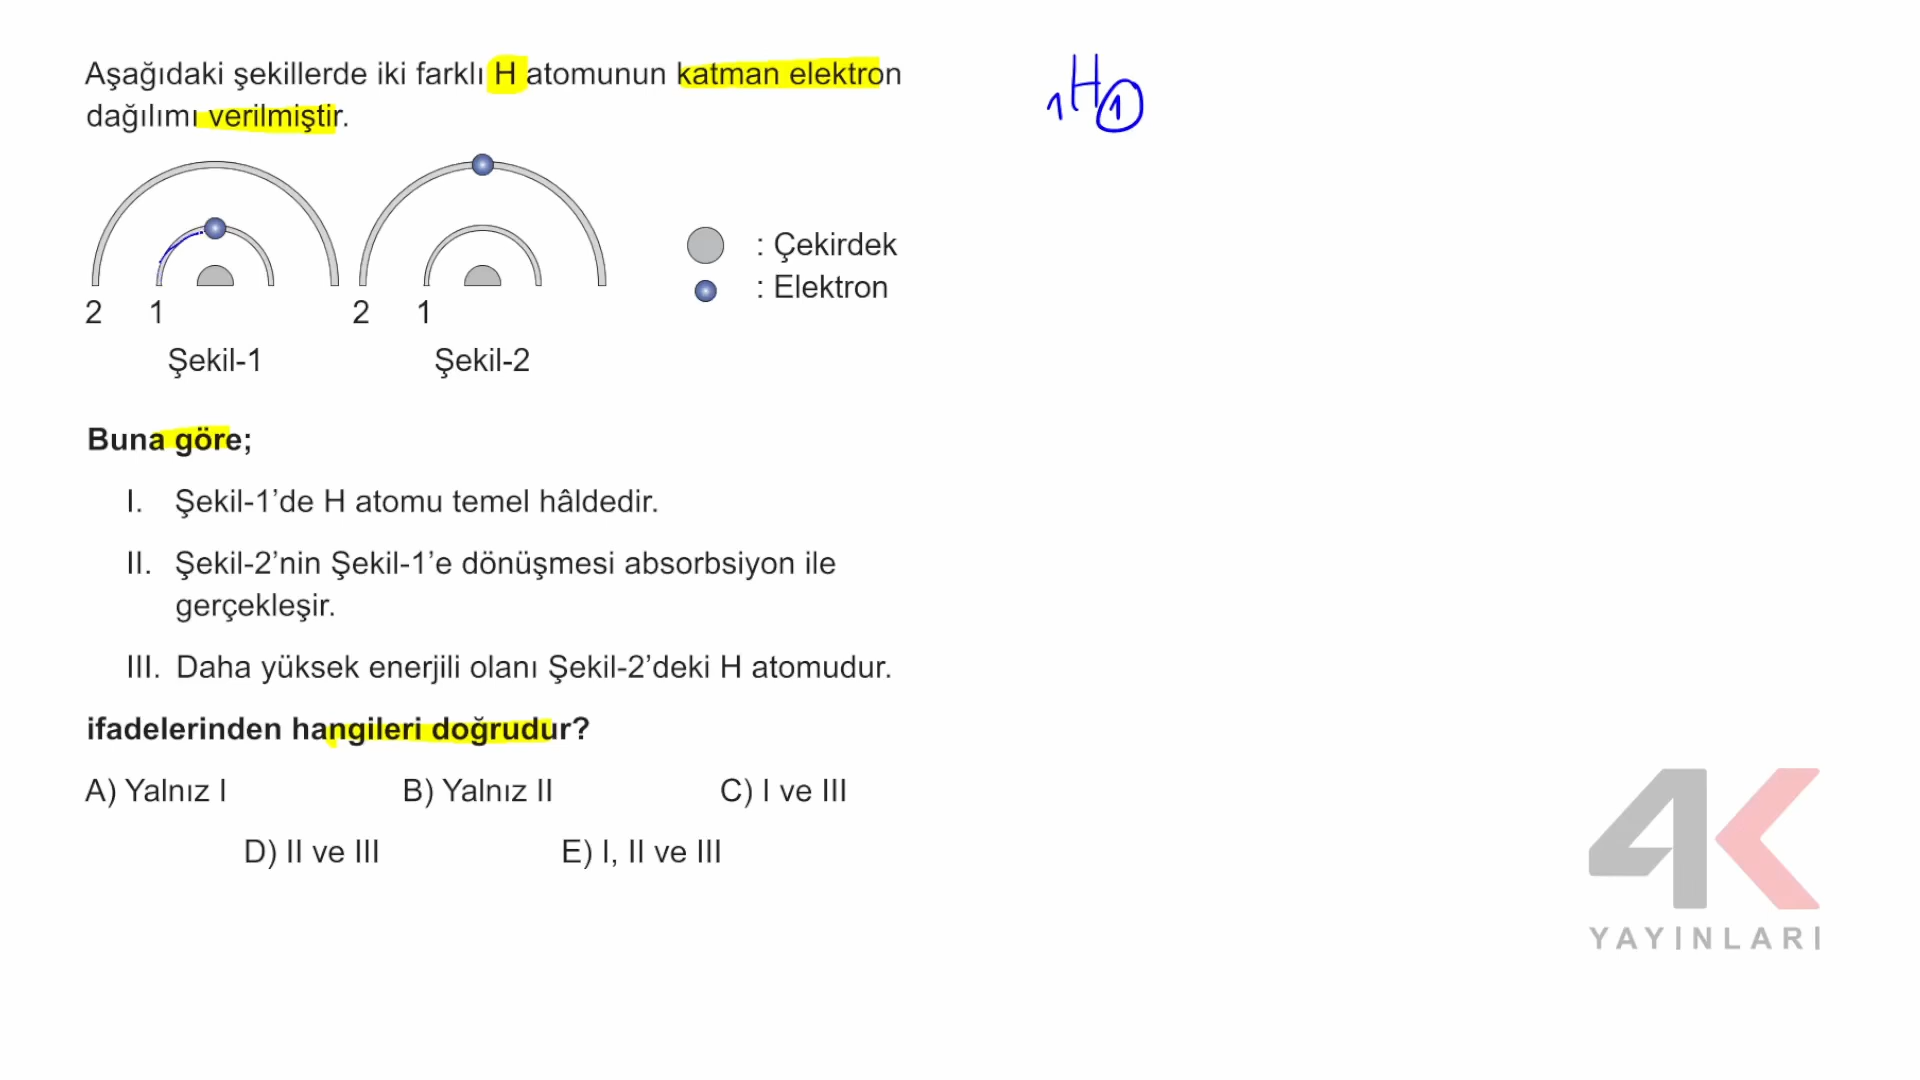 Aşağıdaki şekillerde iki farklı H atomunun katman elektron
dağılımı verilmiştir.
1H 1
: Çekirdek
: Elektron
2 1 2 1
Şekil-1 Şekil-2
Buna göre;
I. Şekil-1’de H atomu temel hâldedir.
II. Şekil-2’nin Şekil-1’e dönüşmesi absorbsiyon ile
gerçekleşir.
III. Daha yüksek enerjili olanı Şekil-2’deki H atomudur.
ifadelerinden hangileri doğrudur?
A) Yalnız I B) Yalnız II C) I ve III
D) II ve III E) I, II ve III
4K
YAYINLARI